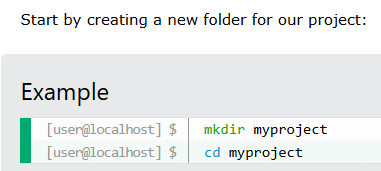 Start by creating a new folder for our project:
Example
[user@localhost] $ mkdir myproject
[user@localhost] $ cd myproject